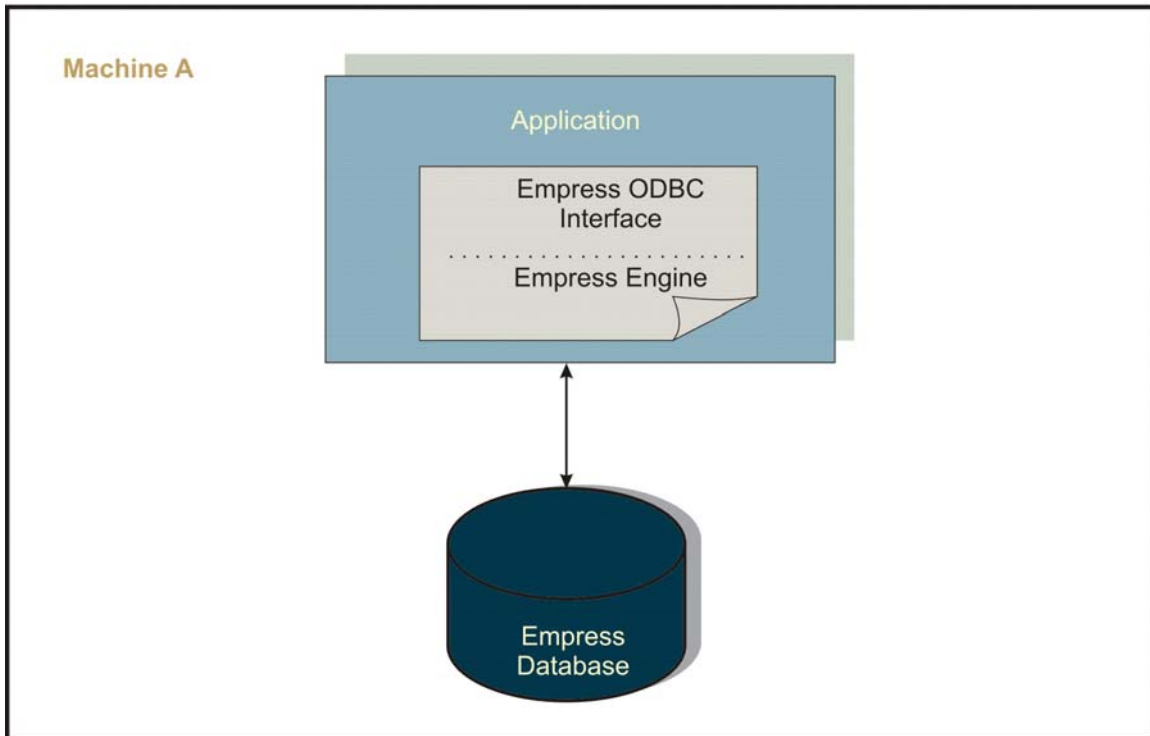 Machine A
Application
Empress ODBC
Interface
Empress Engine
Empress
Database